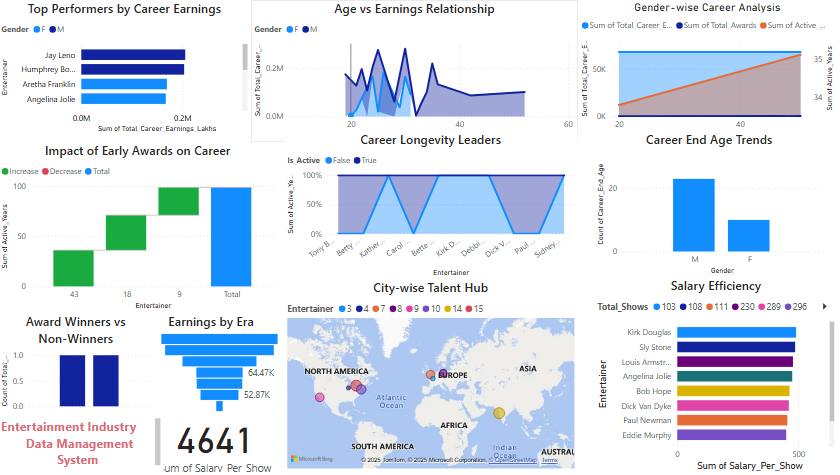 Top Performers by Career Earnings
Gender F M
Entertainer
Jay Leno
Humphrey Bo...
Aretha Franklin
Angelina Jolie
0.0M 0.2M
Sum of Total_Career_Earnings_Lakhs
Age vs Earnings Relationship
Gender F M
Sum of Total_Career_...
0.2M
0.0M
20 40 60
Gender-wise Career Analysis
Sum of Total_Career_E... Sum of Total_Awards Sum of Active_...
Sum of Total_Career_E...
50K
0K
20 40
35
34
Sum of Active_Years
Impact of Early Awards on Career
Increase Decrease Total
Sum of Active_Years
100
50
0
43 18 9 Total
Entertainer
Career Longevity Leaders
Is_Active False True
Sum of Active_Ye...
100%
50%
0%
Tony B...
Betty ...
Kather...
Carol ...
Bette...
Kirk D...
Debbi...
Dick V...
Paul ...
Sidney...
Entertainer
Career End Age Trends
Count of Career_End_Age
20
0
M F
Gender
Award Winners vs
Non-Winners
Count of Total_...
1.0
0.5
0.0
Earnings by Era
64.47K
52.87K
City-wise Talent Hub
Entertainer 3 4 7 8 9 10 14 15
NORTH AMERICA
EUROPE
ASIA
Atlantic
Ocean
AFRICA
SOUTH AMERICA
Indian
Ocean
AUSTRAL
Microsoft Bing
© 2025 TomTom, © 2025 Microsoft Corporation, © OpenStreetMap Terms
Salary Efficiency
Total_Shows 103 108 111 230 289 296
Entertainer
Kirk Douglas
Sly Stone
Louis Armstr...
Angelina Jolie
Bob Hope
Dick Van Dyke
Paul Newman
Eddie Murphy
0 500
Sum of Salary_Per_Show
Entertainment Industry
Data Management
System
4641
Sum of Salary_Per_Show